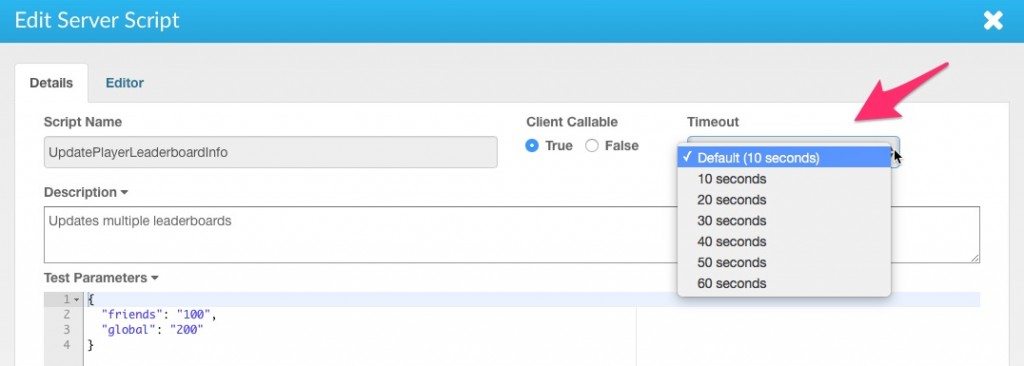 Edit Server Script
Details
Editor
Script Name
Client Callable
Timeout
UpdatePlayerLeaderboardInfo
True
False
✓ Default (10 seconds)
10 seconds
20 seconds
30 seconds
40 seconds
50 seconds
60 seconds
Description
Updates multiple leaderboards
Test Parameters
1 {
2 "friends": "100",
3 "global": "200"
4 }